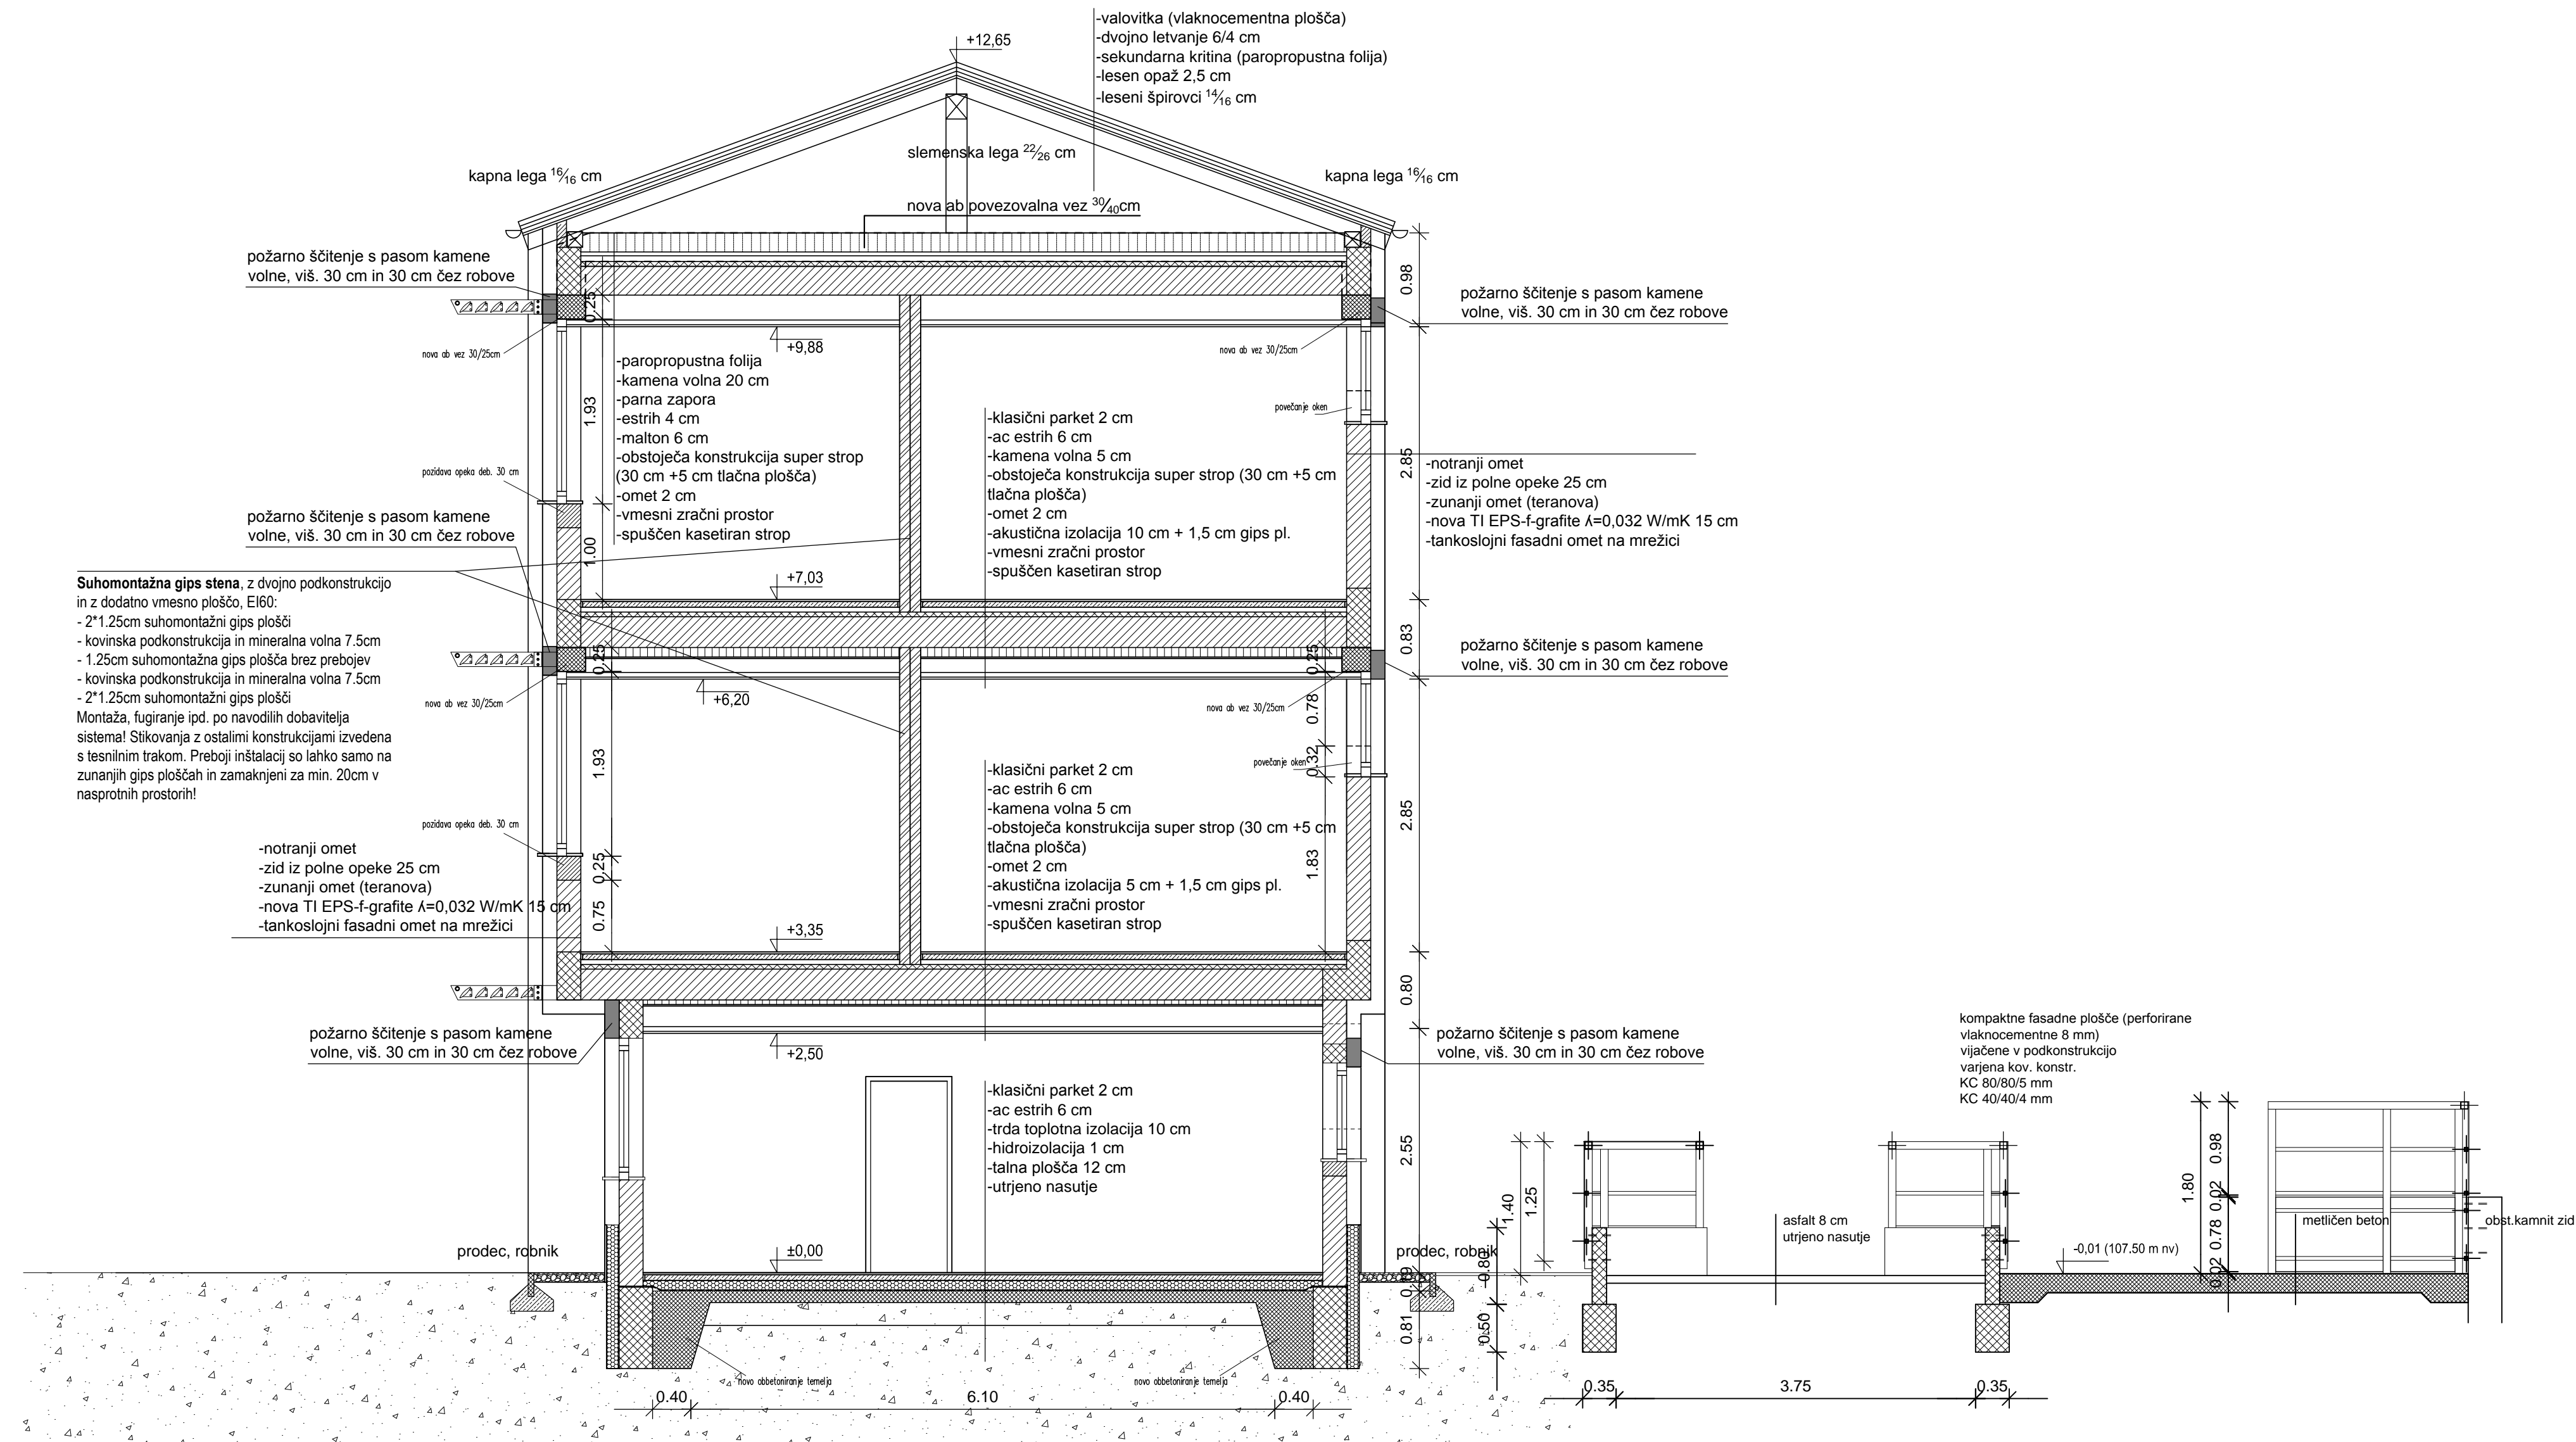 -valovitka (vlaknocementna plošča)
-dvojno letvanje 6/4 cm
-sekundarna kritina (paropropustna folija)
-lesen opaž 2,5 cm
-leseni špirovci 14/16 cm
+12,65
slemenska lega 22/26 cm
kapna lega 16/16 cm
kapna lega 16/16 cm
nova ab povezovalna vez 30/40cm
požarno ščitenje s pasom kamene
volne, viš. 30 cm in 30 cm čez robove
požarno ščitenje s pasom kamene
volne, viš. 30 cm in 30 cm čez robove
0.98
0.25
nova ab vez 30/25cm
nova ab vez 30/25cm
+9,88
-paropropustna folija
-kamena volna 20 cm
-parna zapora
-estrih 4 cm
-malton 6 cm
-obstoječa konstrukcija super strop
(30 cm +5 cm tlačna plošča)
-omet 2 cm
-vmesni zračni prostor
-spuščen kasetiran strop
1.93
1.00
pozidava opeka deb. 30 cm
-klasični parket 2 cm
-ac estrih 6 cm
-kamena volna 5 cm
-obstoječa konstrukcija super strop (30 cm +5 cm
tlačna plošča)
-omet 2 cm
-akustična izolacija 10 cm + 1,5 cm gips pl.
-vmesni zračni prostor
-spuščen kasetiran strop
povečanje oken
2.85
-notranji omet
-zid iz polne opeke 25 cm
-zunanji omet (teranova)
-nova TI EPS-f-grafite ʎ=0,032 W/mK 15 cm
-tankoslojni fasadni omet na mrežici
požarno ščitenje s pasom kamene
volne, viš. 30 cm in 30 cm čez robove
Suhomontažna gips stena, z dvojno podkonstrukcijo
in z dodatno vmesno ploščo, EI60:
- 2*1.25cm suhomontažni gips plošči
- kovinska podkonstrukcija in mineralna volna 7.5cm
- 1.25cm suhomontažna gips plošča brez prebojev
- kovinska podkonstrukcija in mineralna volna 7.5cm
- 2*1.25cm suhomontažni gips plošči
Montaža, fugiranje ipd. po navodilih dobavitelja
sistema! Stikovanja z ostalimi konstrukcijami izvedena
s tesnilnim trakom. Preboji inštalacij so lahko samo na
zunanjih gips ploščah in zamaknjeni za min. 20cm v
nasprotnih prostorih!
+7,03
0.83
požarno ščitenje s pasom kamene
volne, viš. 30 cm in 30 cm čez robove
0.25
0.25
+6,20
nova ab vez 30/25cm
nova ab vez 30/25cm
0.78
0.32
1.83
povečanje oken
1.93
0.25
0.75
2.85
pozidava opeka deb. 30 cm
-klasični parket 2 cm
-ac estrih 6 cm
-kamena volna 5 cm
-obstoječa konstrukcija super strop (30 cm +5 cm
tlačna plošča)
-omet 2 cm
-akustična izolacija 5 cm + 1,5 cm gips pl.
-vmesni zračni prostor
-spuščen kasetiran strop
-notranji omet
-zid iz polne opeke 25 cm
-zunanji omet (teranova)
-nova TI EPS-f-grafite ʎ=0,032 W/mK 15 cm
-tankoslojni fasadni omet na mrežici
+3,35
0.80
požarno ščitenje s pasom kamene
volne, viš. 30 cm in 30 cm čez robove
požarno ščitenje s pasom kamene
volne, viš. 30 cm in 30 cm čez robove
+2,50
-klasični parket 2 cm
-ac estrih 6 cm
-trda toplotna izolacija 10 cm
-hidroizolacija 1 cm
-talna plošča 12 cm
-utrjeno nasutje
2.55
±0,00
prodec, robnik
prodec, robnik
0.81
novo obbetoniranje temelja
novo obbetoniranje temelja
0.40
6.10
0.40
kompaktne fasadne plošče (perforirane
vlaknocementne 8 mm)
vijačene v podkonstrukcijo
varjena kov. konstr.
KC 80/80/5 mm
KC 40/40/4 mm
1.40
1.25
0.80
0.50
asfalt 8 cm
utrjeno nasutje
0.35
3.75
0.35
-0,01 (107.50 m nv)
1.80
0.98
0.02
0.78
0.02
metličen beton
obst.kamnit zid